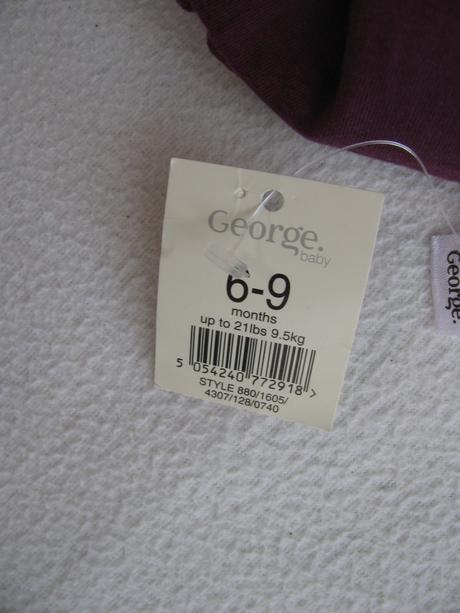 George.
baby
6-9
months
up to 21lbs 9.5kg
5 054240 772918 >
STYLE 880/1605/
4307/128/0740
George.